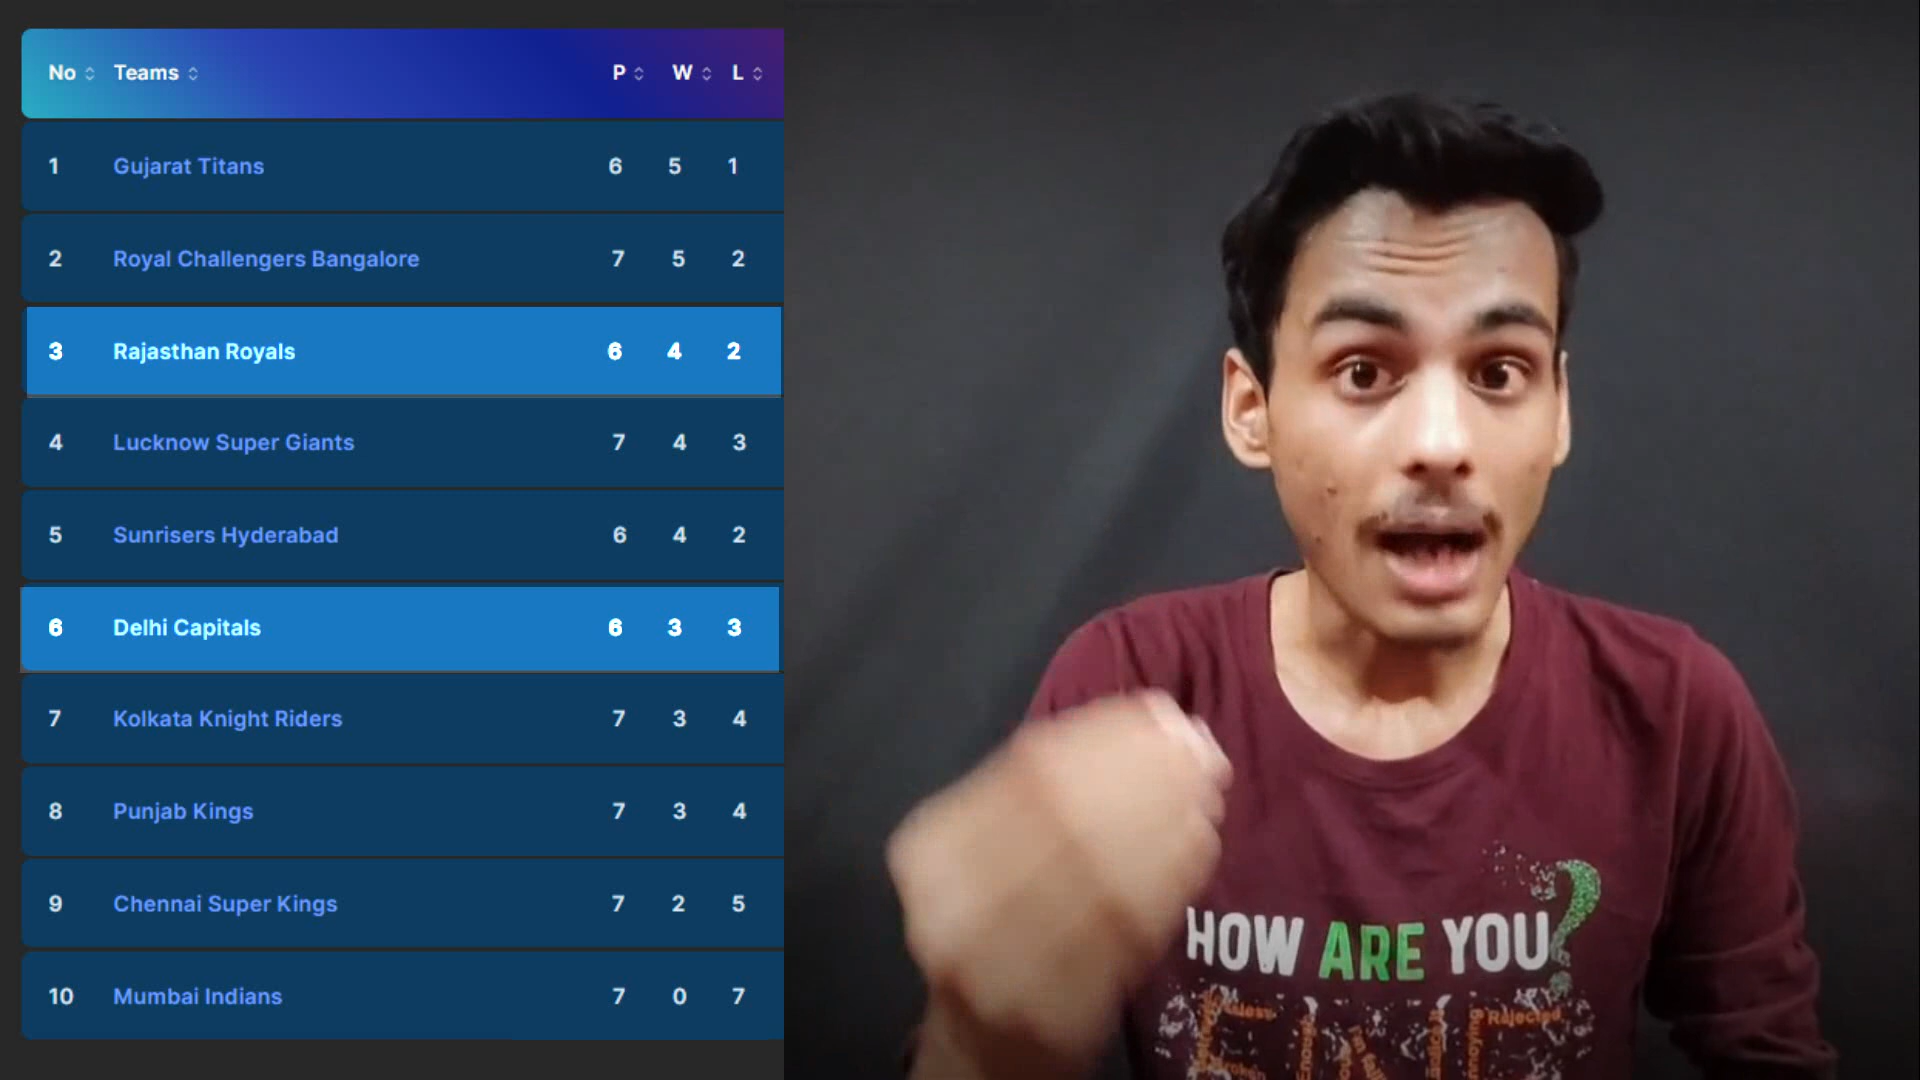 No Teams P W L
1 Gujarat Titans 6 5 1
2 Royal Challengers Bangalore 7 5 2
3 Rajasthan Royals 6 4 2
4 Lucknow Super Giants 7 4 3
5 Sunrisers Hyderabad 6 4 2
6 Delhi Capitals 6 3 3
7 Kolkata Knight Riders 7 3 4
8 Punjab Kings 7 3 4
9 Chennai Super Kings 7 2 5
10 Mumbai Indians 7 0 7
HOW ARE YOU?
Rejected